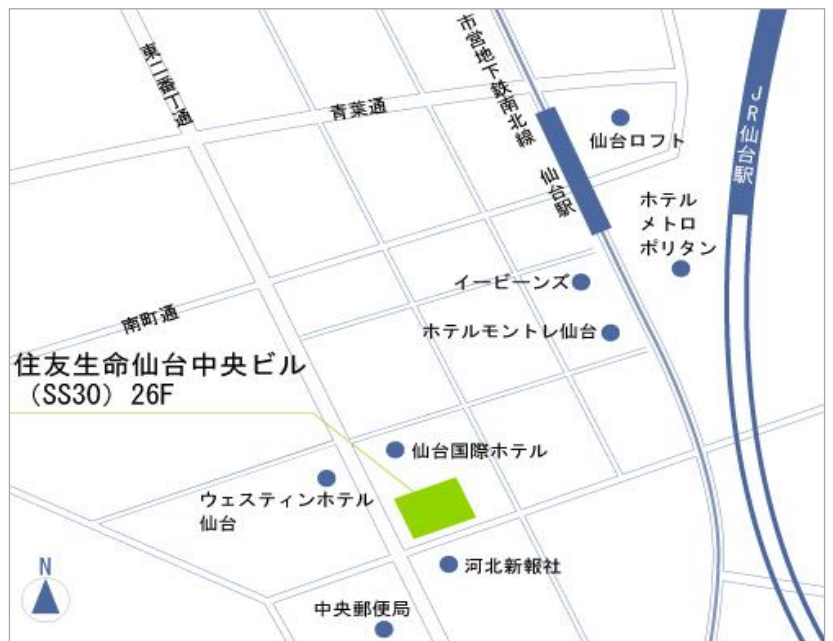 東二番丁通
青葉通
市営地下鉄南北線
仙台駅
仙台ロフト
JR仙台駅
ホテル
メトロ
ポリタン
イービーンズ
ホテルモントレ仙台
南町通
住友生命仙台中央ビル
（SS30）26F
仙台国際ホテル
ウェスティンホテル
仙台
河北新報社
中央郵便局
N